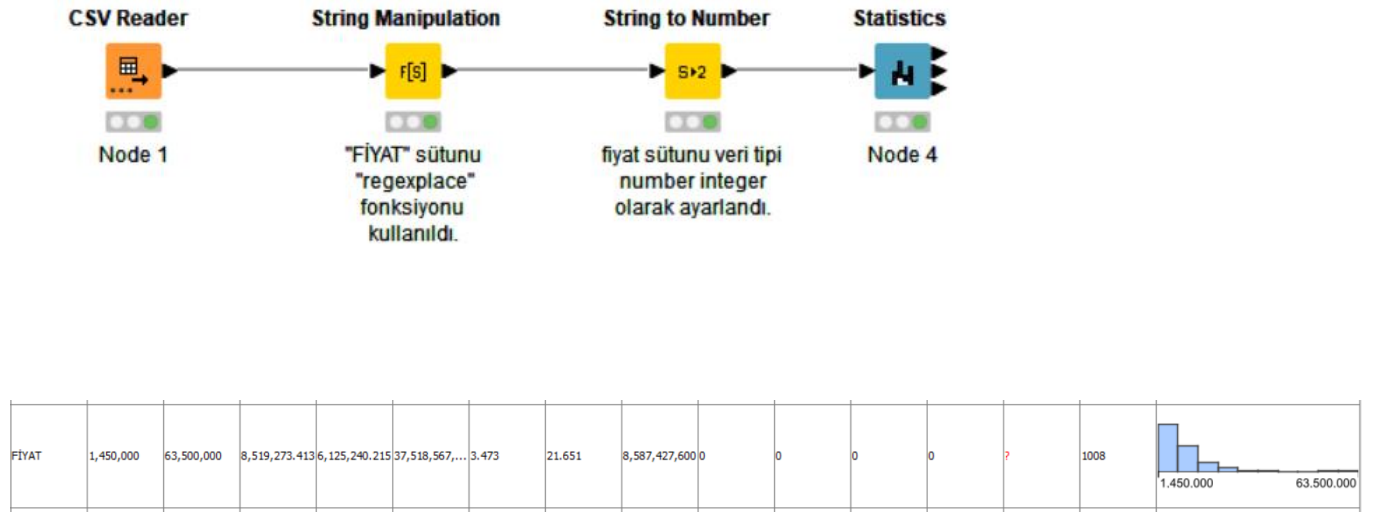 CSV Reader
String Manipulation
String to Number
Statistics
F[S]
S▸2
Node 1
"FİYAT" sütunu
"regexplace"
fonksiyonu
kullanıldı.
fiyat sütunu veri tipi
number integer
olarak ayarlandı.
Node 4
FİYAT 1,450,000 63,500,000 8,519,273.413 6,125,240.215 37,518,567,... 3.473 21.651 8,587,427,600 0 0 0 0 ? 1008
1.450.000 63.500.000